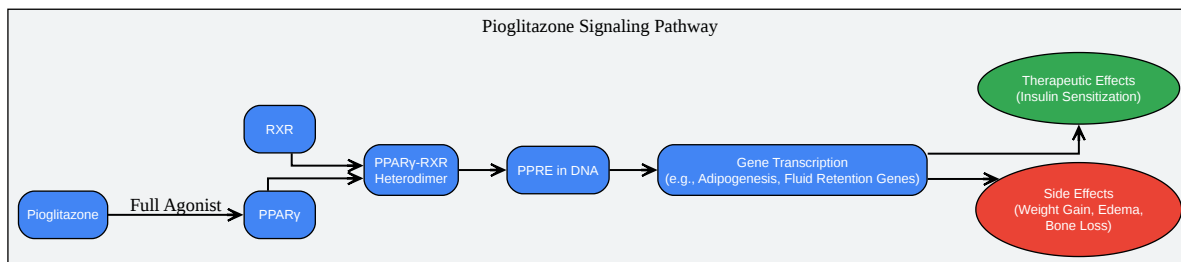 Pioglitazone Signaling Pathway
Therapeutic Effects
(Insulin Sensitization)
RXR
PPARγ-RXR
Heterodimer
PPRE in DNA
Gene Transcription
(e.g., Adipogenesis, Fluid Retention Genes)
Pioglitazone
Full Agonist
PPARγ
Side Effects
(Weight Gain, Edema,
Bone Loss)